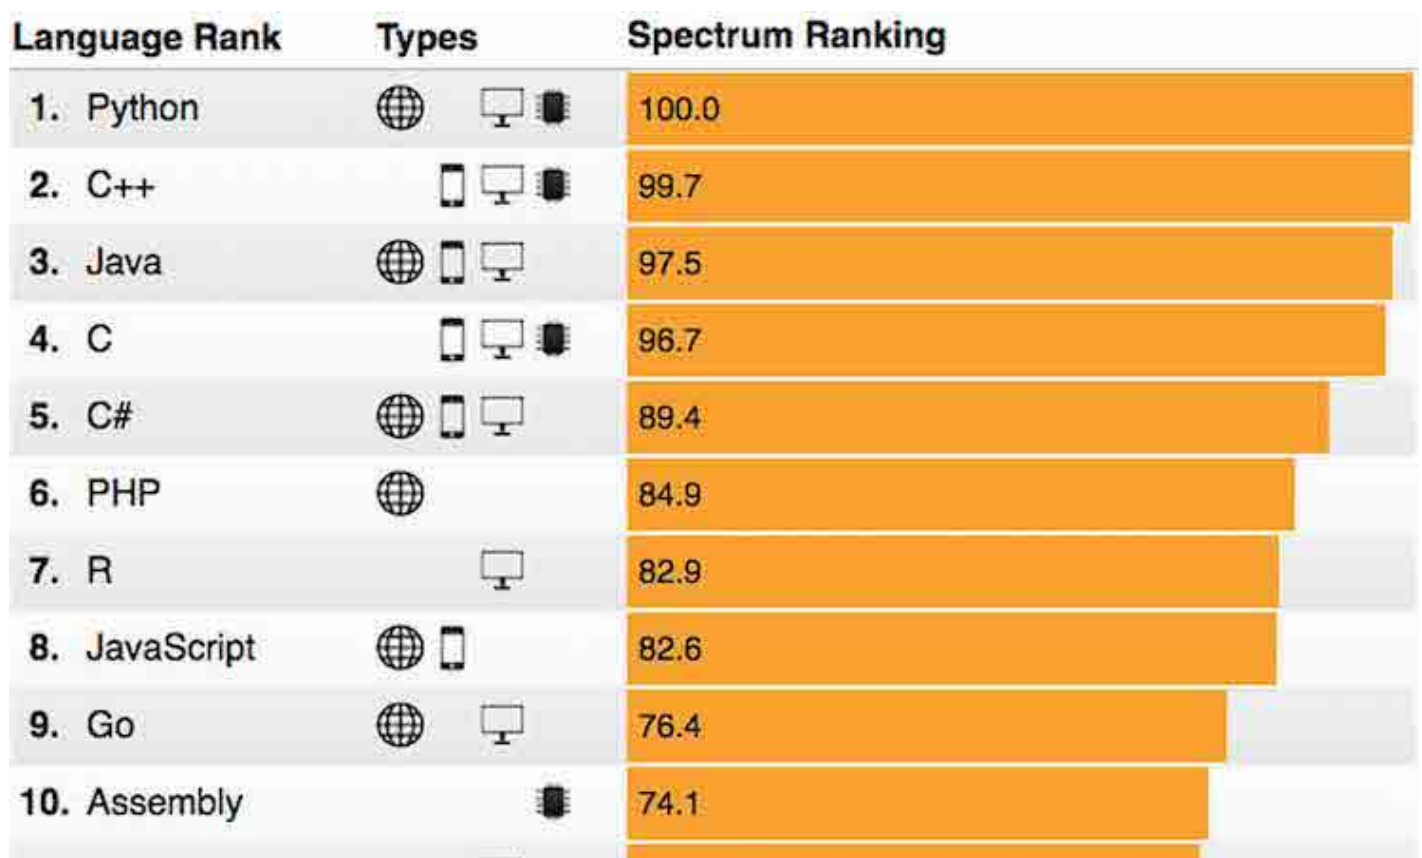 Language Rank Types Spectrum Ranking
1. Python 100.0
2. C++ 99.7
3. Java 97.5
4. C 96.7
5. C# 89.4
6. PHP 84.9
7. R 82.9
8. JavaScript 82.6
9. Go 76.4
10. Assembly 74.1